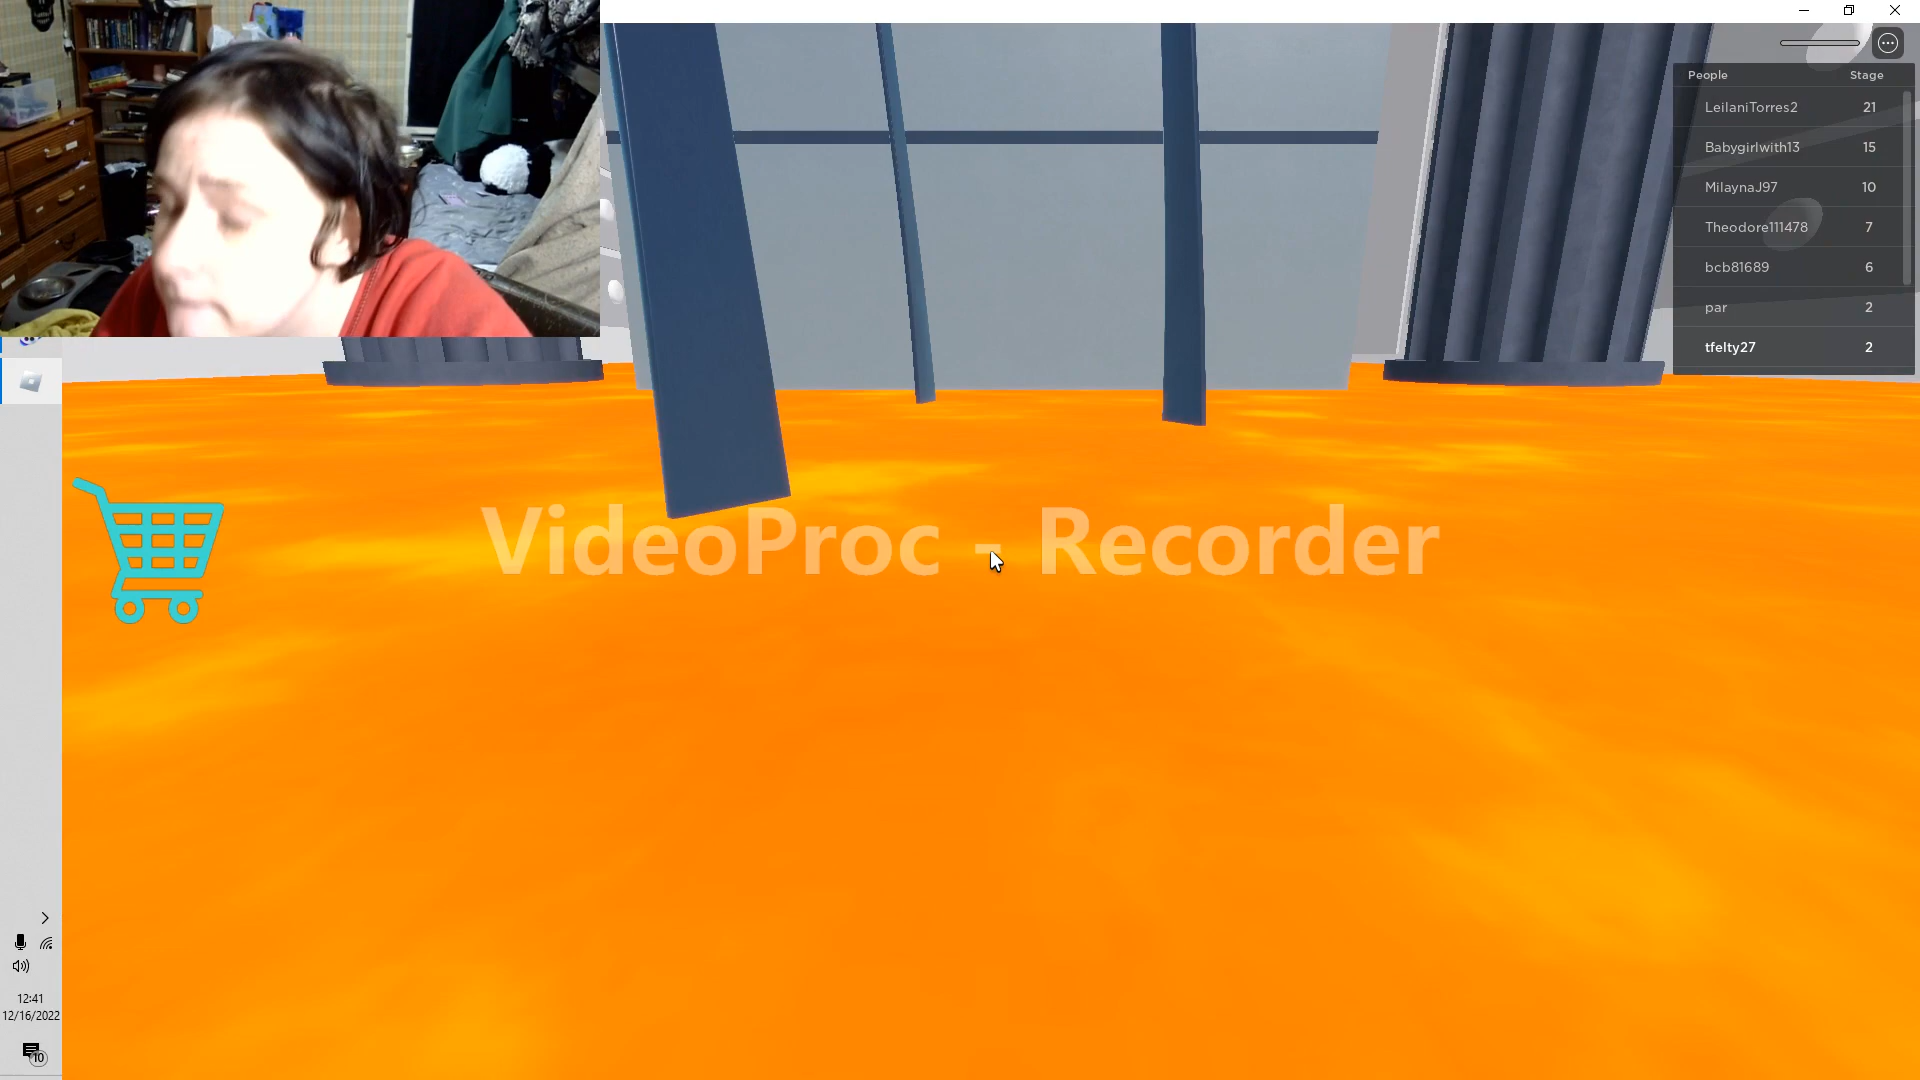 People Stage
LeilaniTorres2 21
Babygirlwith13 15
MilaynaJ97 10
Theodore111478 7
bcb81689 6
par 2
tfelty27 2
VideoProc - Recorder
12:41
12/16/2022
10